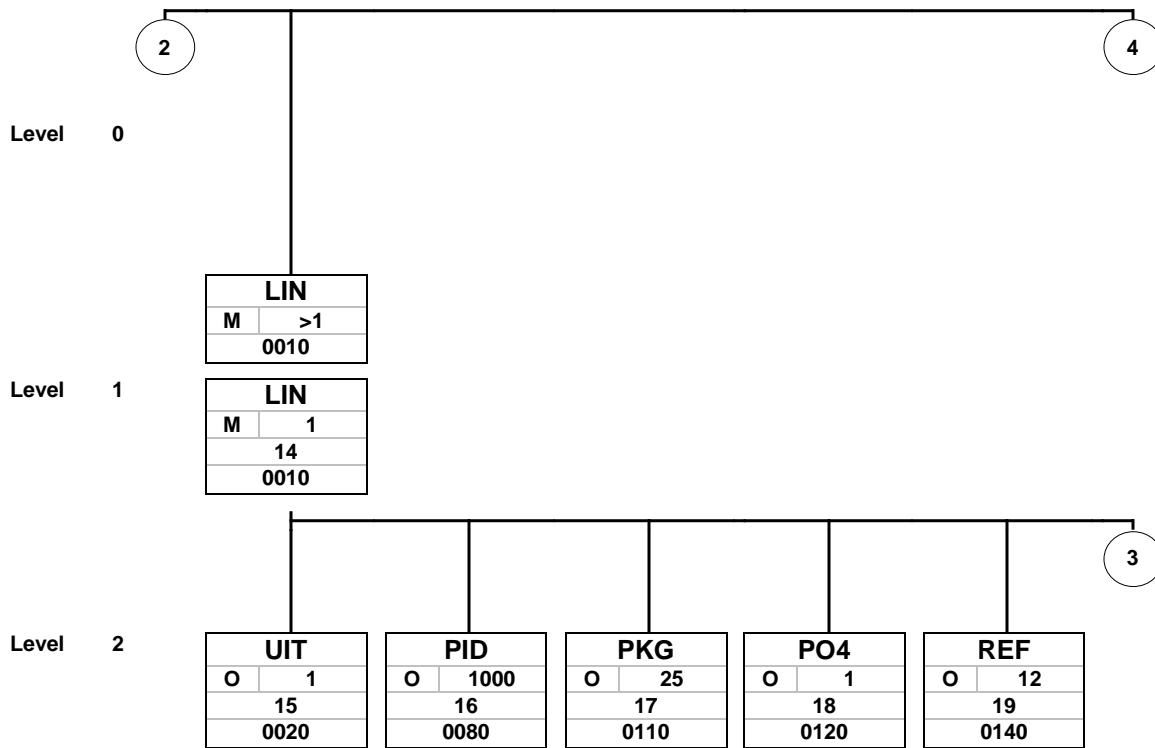 2 4
Level 0
LIN
M >1
0010
Level 1
LIN
M 1
14
0010
3
Level 2
UIT PID PKG PO4 REF
O 1 O 1000 O 25 O 1 O 12
15 16 17 18 19
0020 0080 0110 0120 0140